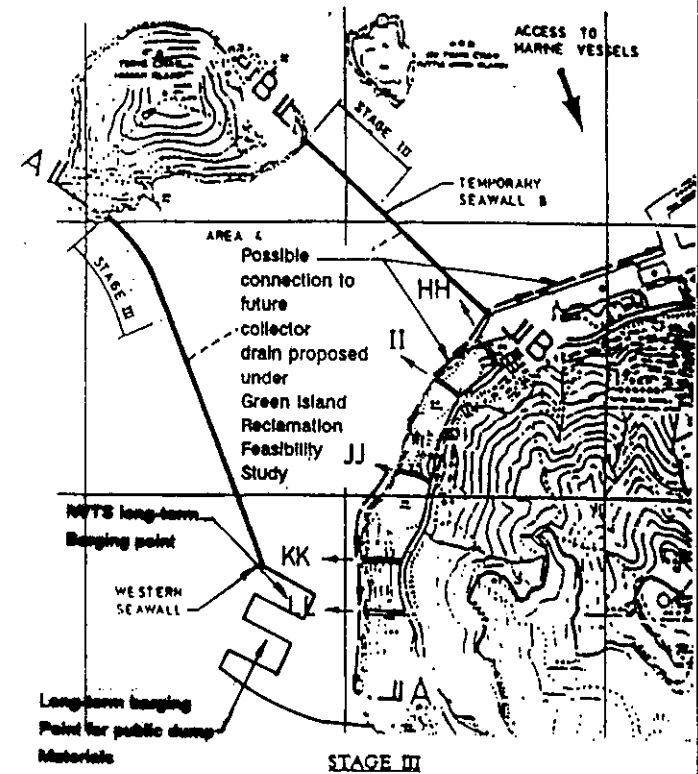 ACCESS TO
MARINE VESSELS
B
STAGE III
A
TEMPORARY
SEAWALL B
AREA 4
Possible
connection to
future
collector
drain proposed
under
Green Island
Reclamation
Feasibility
Study
HH
B
II
STAGE III
JJ
long-term
Barging point
KK
WESTERN
SEAWALL
LL
A
Long-term barging
Point for public dump
Materials
STAGE III